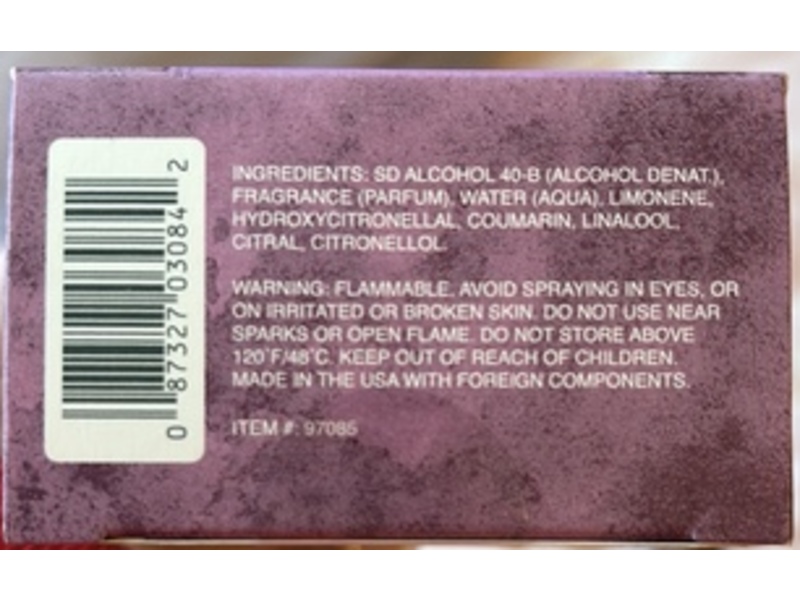 INGREDIENTS: SD ALCOHOL 40-B (ALCOHOL DENAT.),
FRAGRANCE (PARFUM), WATER (AQUA), LIMONENE,
HYDROXYCITRONELLAL, COUMARIN, LINALOOL,
CITRAL, CITRONELLOL.
WARNING: FLAMMABLE. AVOID SPRAYING IN EYES, OR
ON IRRITATED OR BROKEN SKIN. DO NOT USE NEAR
SPARKS OR OPEN FLAME. DO NOT STORE ABOVE
120°F/48°C. KEEP OUT OF REACH OF CHILDREN.
MADE IN THE USA WITH FOREIGN COMPONENTS.
ITEM #: 97085
0 87327 03084 2